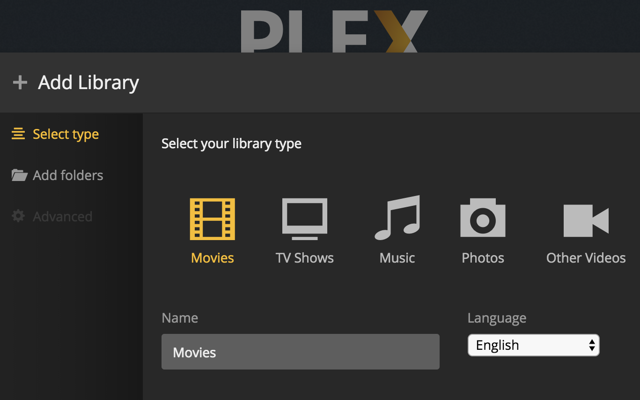 PLEX
Add Library
Select type
Add folders
Advanced
Select your library type
Movies
TV Shows
Music
Photos
Other Videos
Name
Language
Movies
English